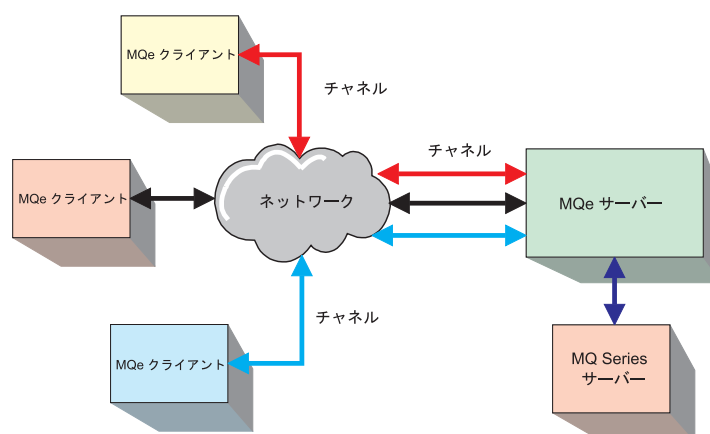 MQe クライアント
チャネル
チャネル
MQe クライアント
ネットワーク
MQe サーバー
チャネル
MQe クライアント
MQ Series
サーバー